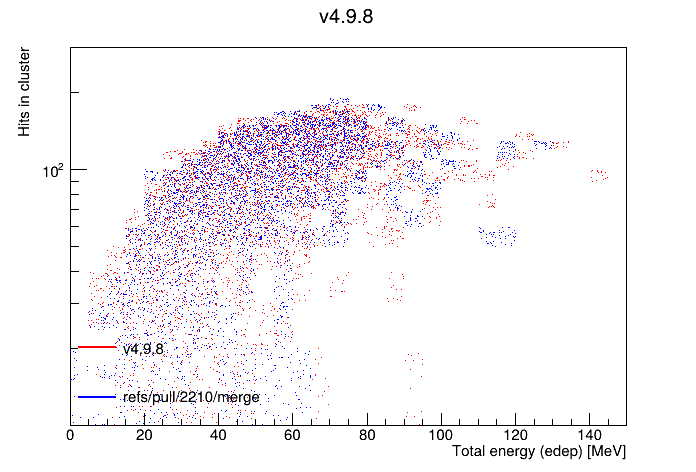 v4.9.8
Hits in cluster
10²
v4.9.8
refs/pull/2210/merge
0 20 40 60 80 100 120 140
Total energy (edep) [MeV]